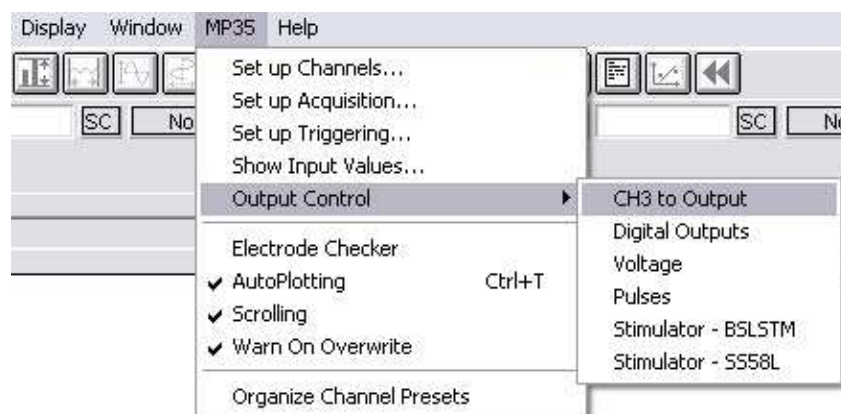 Display Window MP35 Help
SC No SC
Set up Channels...
Set up Acquisition...
Set up Triggering...
Show Input Values...
Output Control
CH3 to Output
Digital Outputs
Voltage
Pulses
Stimulator - BSLSTM
Stimulator - SS58L
Electrode Checker
AutoPlotting Ctrl+T
Scrolling
Warn On Overwrite
Organize Channel Presets